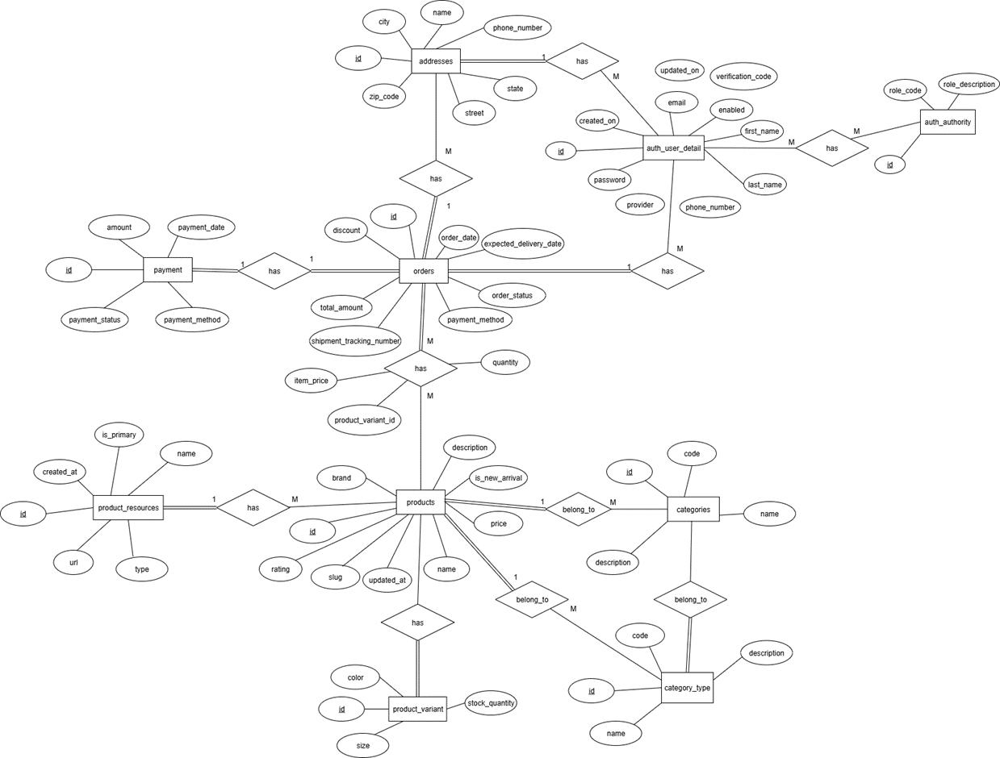 name
city
phone_number
id
addresses
1
has
M
zip_code
state
street
updated_on
verification_code
role_code
role_description
email
enabled
created_on
first_name
auth_authority
M
M
id
auth_user_detail
has
id
password
last_name
provider
phone_number
M
has
1
id
amount
payment_date
discount
order_date
expected_delivery_date
M
id
payment
1
has
1
orders
1
has
order_status
total_amount
payment_status
payment_method
payment_method
shipment_tracking_number
M
quantity
has
item_price
M
product_variant_id
is_primary
description
name
code
created_at
brand
is_new_arrival
id
1
M
1
M
id
product_resources
has
products
belong_to
categories
name
id
price
url
type
rating
slug
updated_at
name
description
1
belong_to
M
belong_to
has
code
description
color
id
category_type
id
product_variant
stock_quantity
size
name